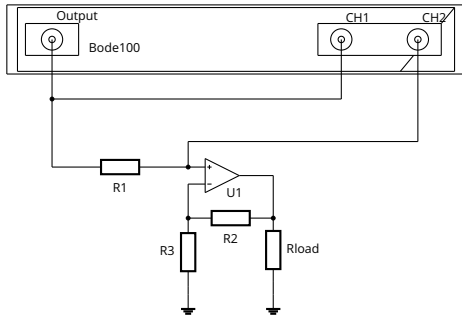 Output
CH1
CH2
Bode100
+
R1
−
U1
R2
R3
Rload